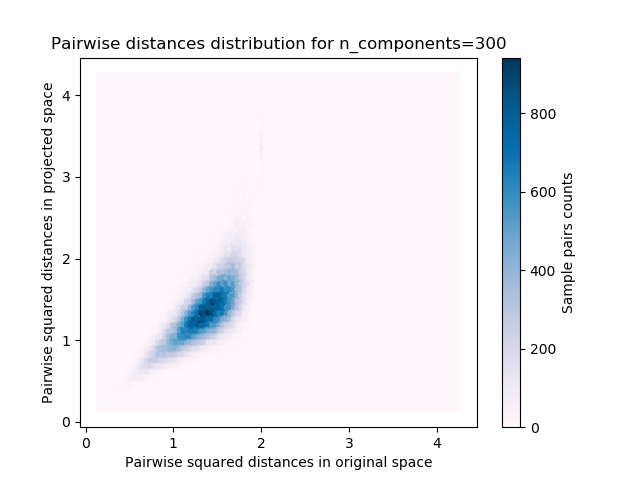 Pairwise distances distribution for n_components=300
Pairwise squared distances in projected space
4
3
2
1
0
0 1 2 3 4
Pairwise squared distances in original space
800
600
400
200
0
Sample pairs counts